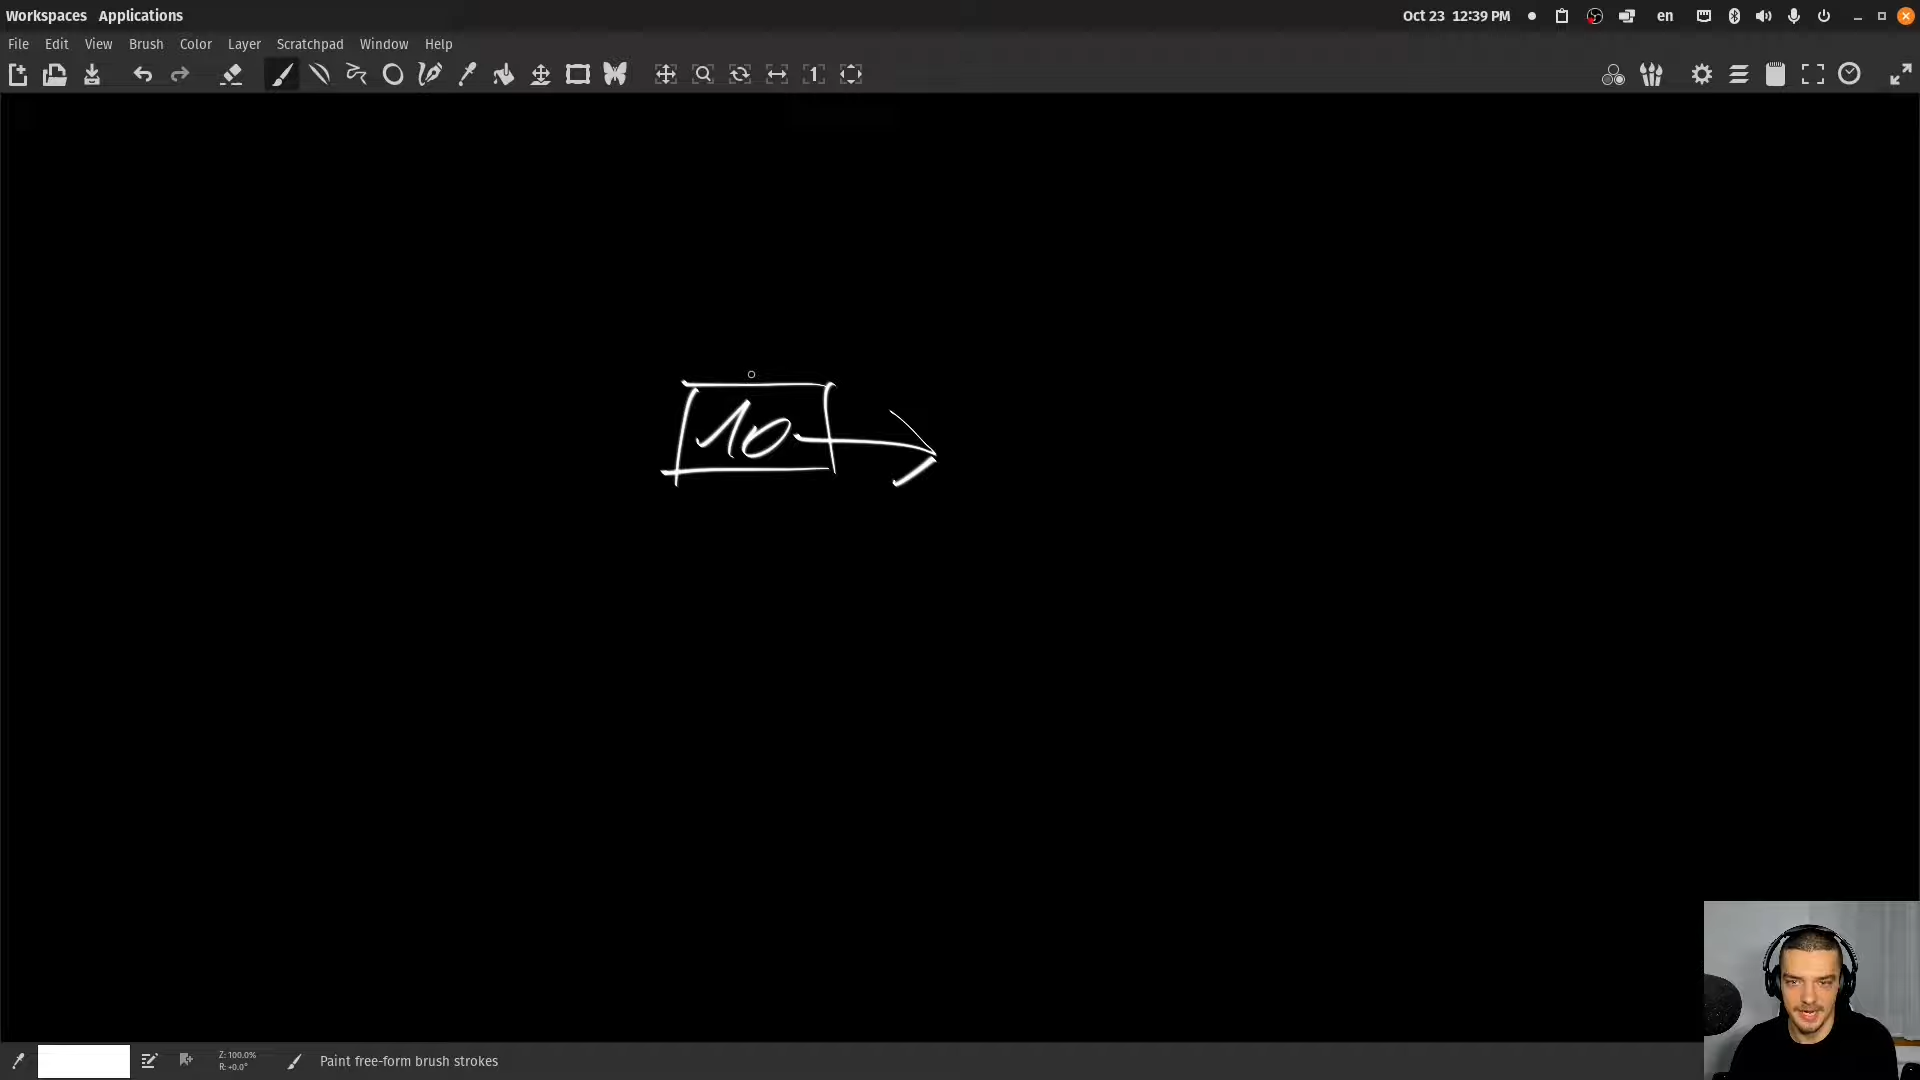 Workspaces Applications
Oct 23 12:39 PM
en
File Edit View Brush Color Layer Scratchpad Window Help
1
10
Z: 100.0%
R: +0.0°
Paint free-form brush strokes